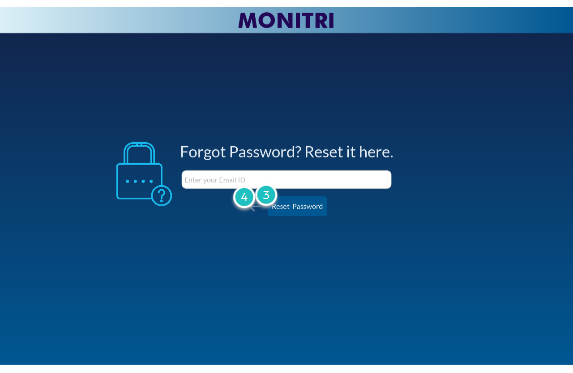 MONITRI
Forgot Password? Reset it here.
Enter your Email ID
4 3
Reset Password